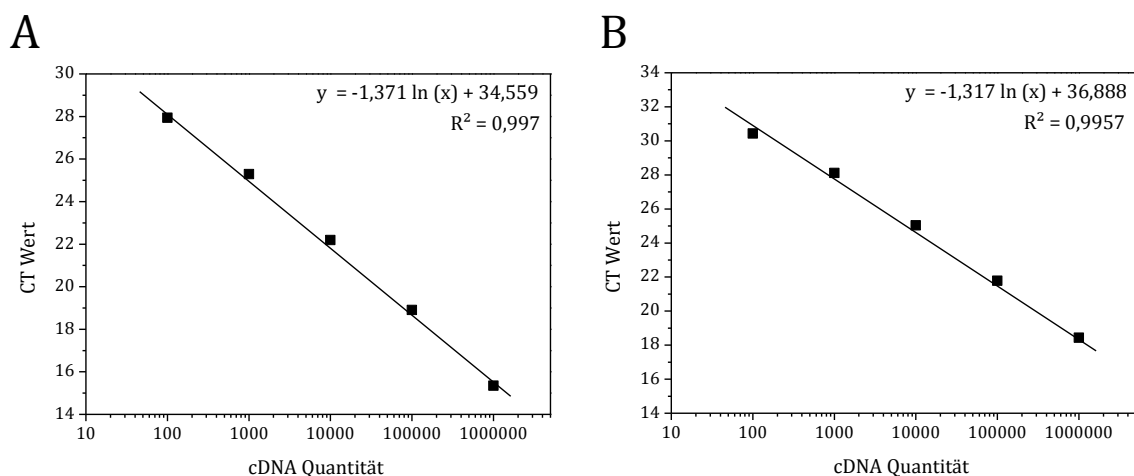 A
30
28
26
24
22
20
18
16
14
CT Wert
y = -1,371 ln (x) + 34,559
R² = 0,997
10 100 1000 10000 100000 1000000
cDNA Quantität
B
34
32
30
28
26
24
22
20
18
16
14
CT Wert
y = -1,317 ln (x) + 36,888
R² = 0,9957
10 100 1000 10000 100000 1000000
cDNA Quantität